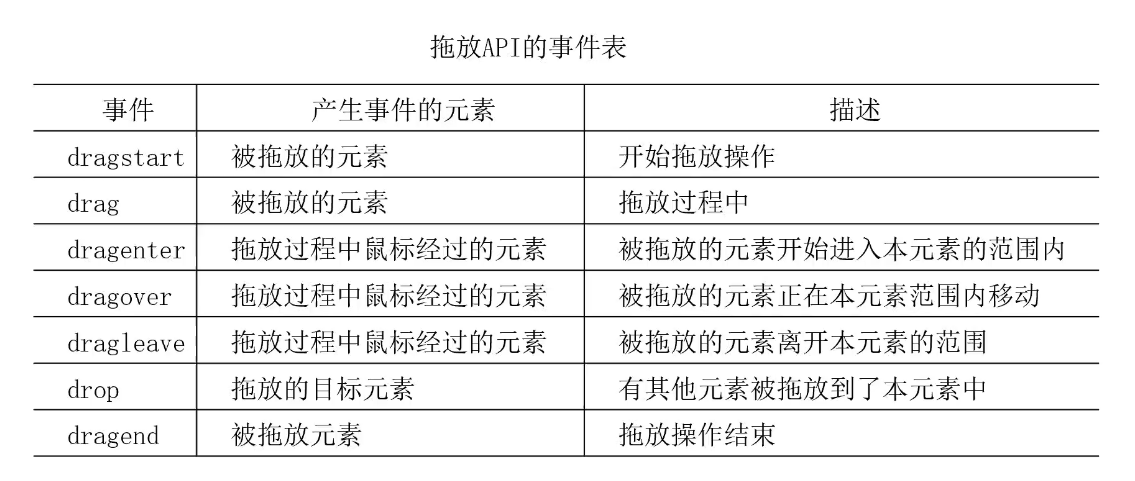 拖放API的事件表
事件 产生事件的元素 描述
dragstart 被拖放的元素 开始拖放操作
drag 被拖放的元素 拖放过程中
dragenter 拖放过程中鼠标经过的元素 被拖放的元素开始进入本元素的范围内
dragover 拖放过程中鼠标经过的元素 被拖放的元素正在本元素范围内移动
dragleave 拖放过程中鼠标经过的元素 被拖放的元素离开本元素的范围
drop 拖放的目标元素 有其他元素被拖放到了本元素中
dragend 被拖放元素 拖放操作结束